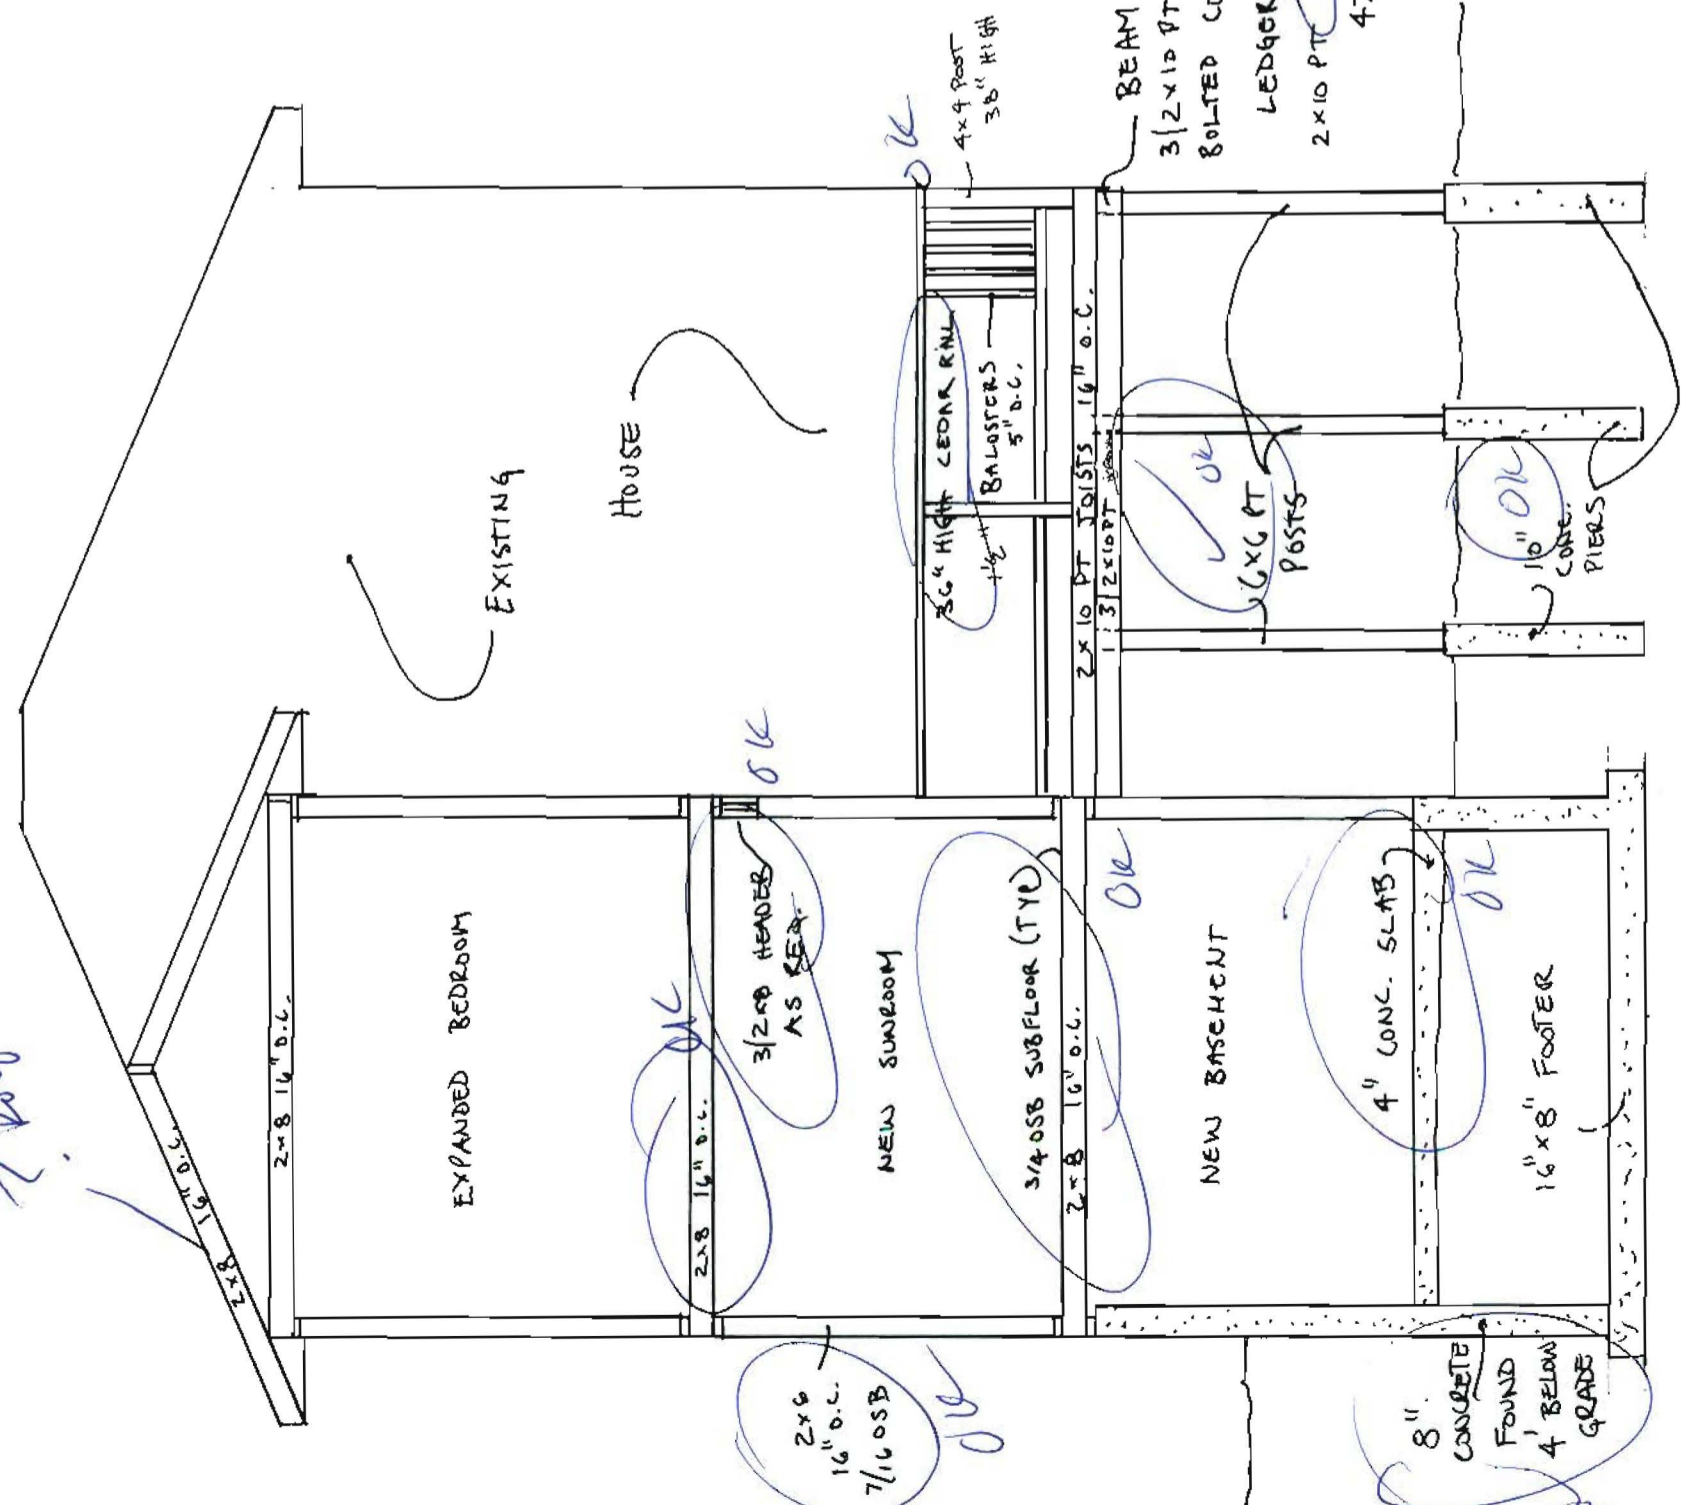 2x8 16" O.C.
2x8 16" O.C.
EXPANDED BEDROOM
OK
2x8 16" O.C.
3/2x8 HEADER
AS REQ.
OK
2x6
16" O.C.
7/16 OSB
OK
NEW SUNROOM
3/4 OSB SUBFLOOR (TYP)
2x8 16" O.C.
OK
NEW BASEMENT
4" CONC. SLAB
OK
16" x 8" FOOTER
8"
CONCRETE
FOUND
4' BELOW
GRADE
EXISTING
HOUSE
OK
4x4 POST
38" HIGH
36" HIGH CEDAR RAIL
BALUSTERS
5" O.C.
2x10 PT JOISTS 16" O.C.
3/2x10 PT
BEAM
3/2x10 PT
BOLTED
LEDGER
2x10 PT
OK
6x6 PT
POSTS
OK
10"
CONC.
PIERS